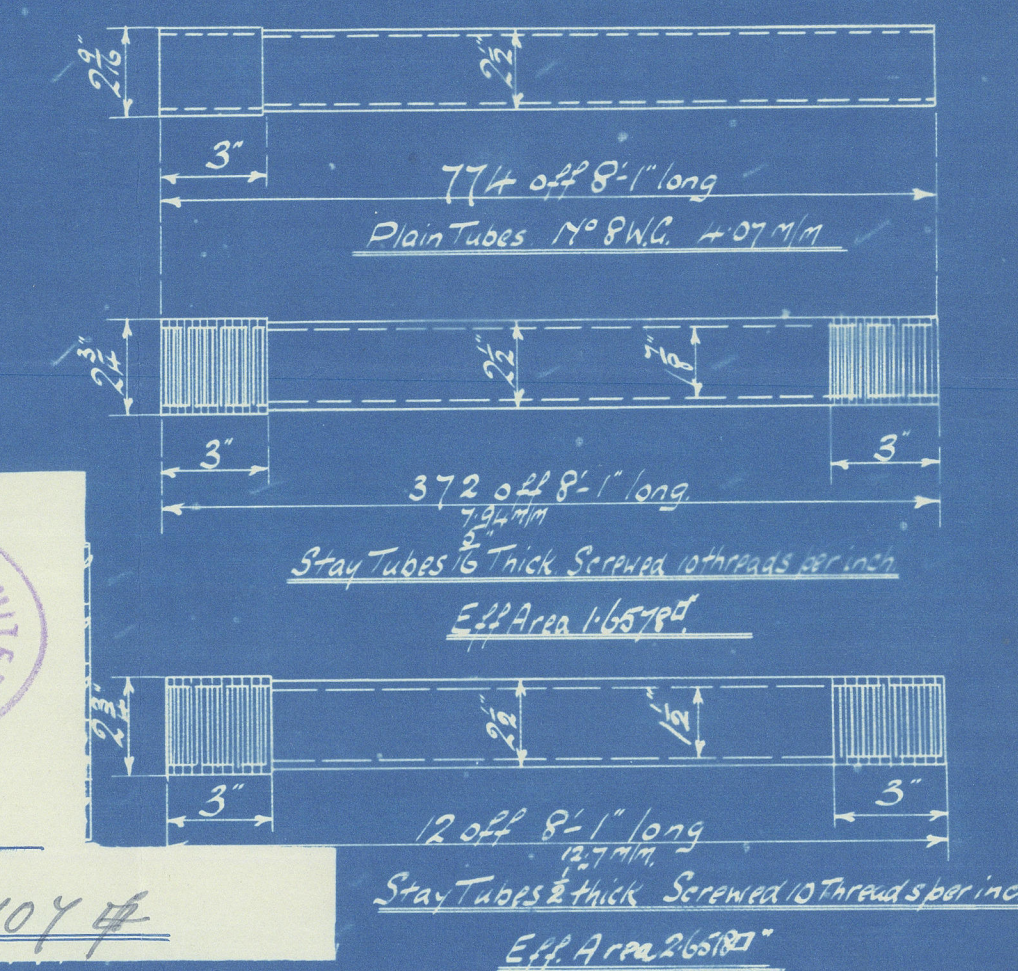 2 9/16
2 1/2"
3"
774 off 8'-1" long
Plain Tubes Nº 8 W.G. 4·07 m/m
2 3/4"
2 1/2"
1 7/8"
3"
3"
372 off 8'-1" long.
7·94 m/m
Stay Tubes 5/16" Thick Screwed 10 threads per inch.
Eff Area 1·6578□".
2 3/4"
2 1/2"
1 1/2"
3"
3"
12 off 8'-1" long
12·7 m/m.
Stay Tubes 1/2" thick Screwed 10 Threads per inc
Eff. Area 2·6518□"